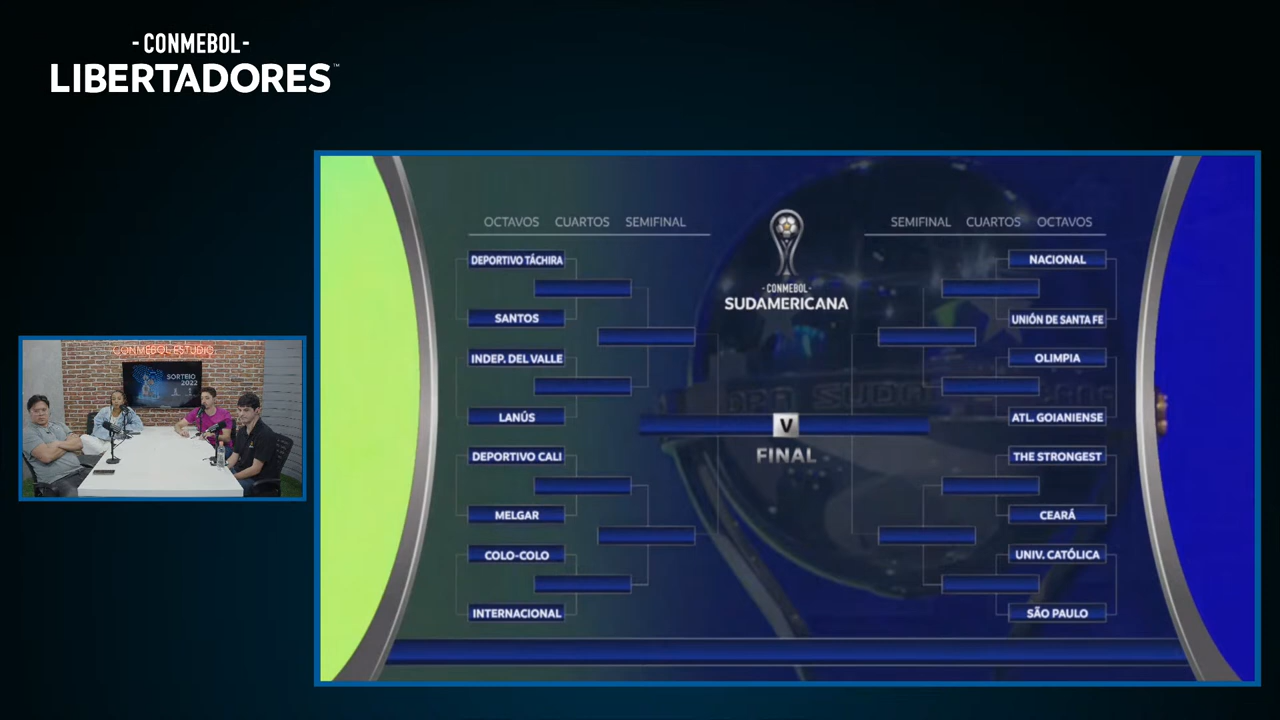 - CONMEBOL -
LIBERTADORES™
OCTAVOS CUARTOS SEMIFINAL
SEMIFINAL CUARTOS OCTAVOS
- CONMEBOL -
SUDAMERICANA
DEPORTIVO TÁCHIRA
SANTOS
INDEP. DEL VALLE
LANÚS
DEPORTIVO CALI
MELGAR
COLO-COLO
INTERNACIONAL
V
FINAL
NACIONAL
UNIÓN DE SANTA FE
OLIMPIA
ATL. GOIANIENSE
THE STRONGEST
CEARÁ
UNIV. CATÓLICA
SÃO PAULO
CONMEBOL ESTUDIO
SORTEIO
2022